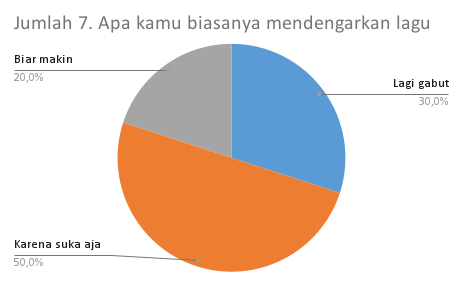 Jumlah 7. Apa kamu biasanya mendengarkan lagu
Biar makin
20,0%
Lagi gabut
30,0%
Karena suka aja
50,0%